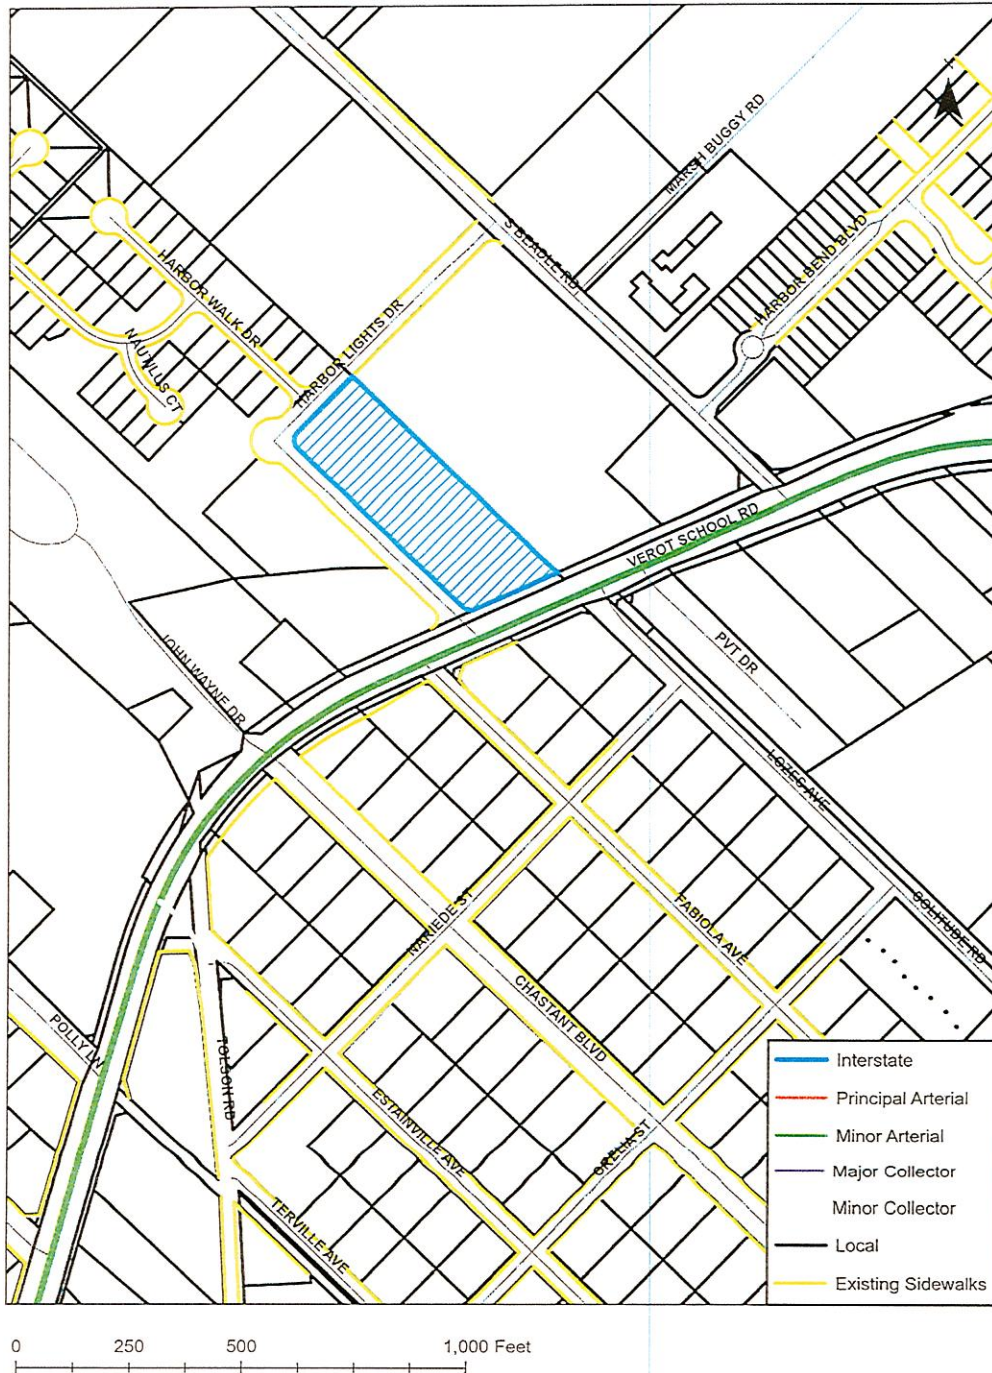 MARSH BUGGY RD
S BEADLE RD
HARBOR BEND BLVD
HARBOR WALK DR
HARBOR LIGHTS DR
NAUTILUS CT
VEROT SCHOOL RD
JOHN WAYNE DR
PVT DR
LOZES AVE
SOLITUDE RD
NARIEDE ST
FABIOLA AVE
CHASTANT BLVD
POLLY LN
TOLSON RD
ESTAINVILLE AVE
ORELIA ST
TERVILLE AVE
Interstate
Principal Arterial
Minor Arterial
Major Collector
Minor Collector
Local
Existing Sidewalks
0 250 500 1,000 Feet